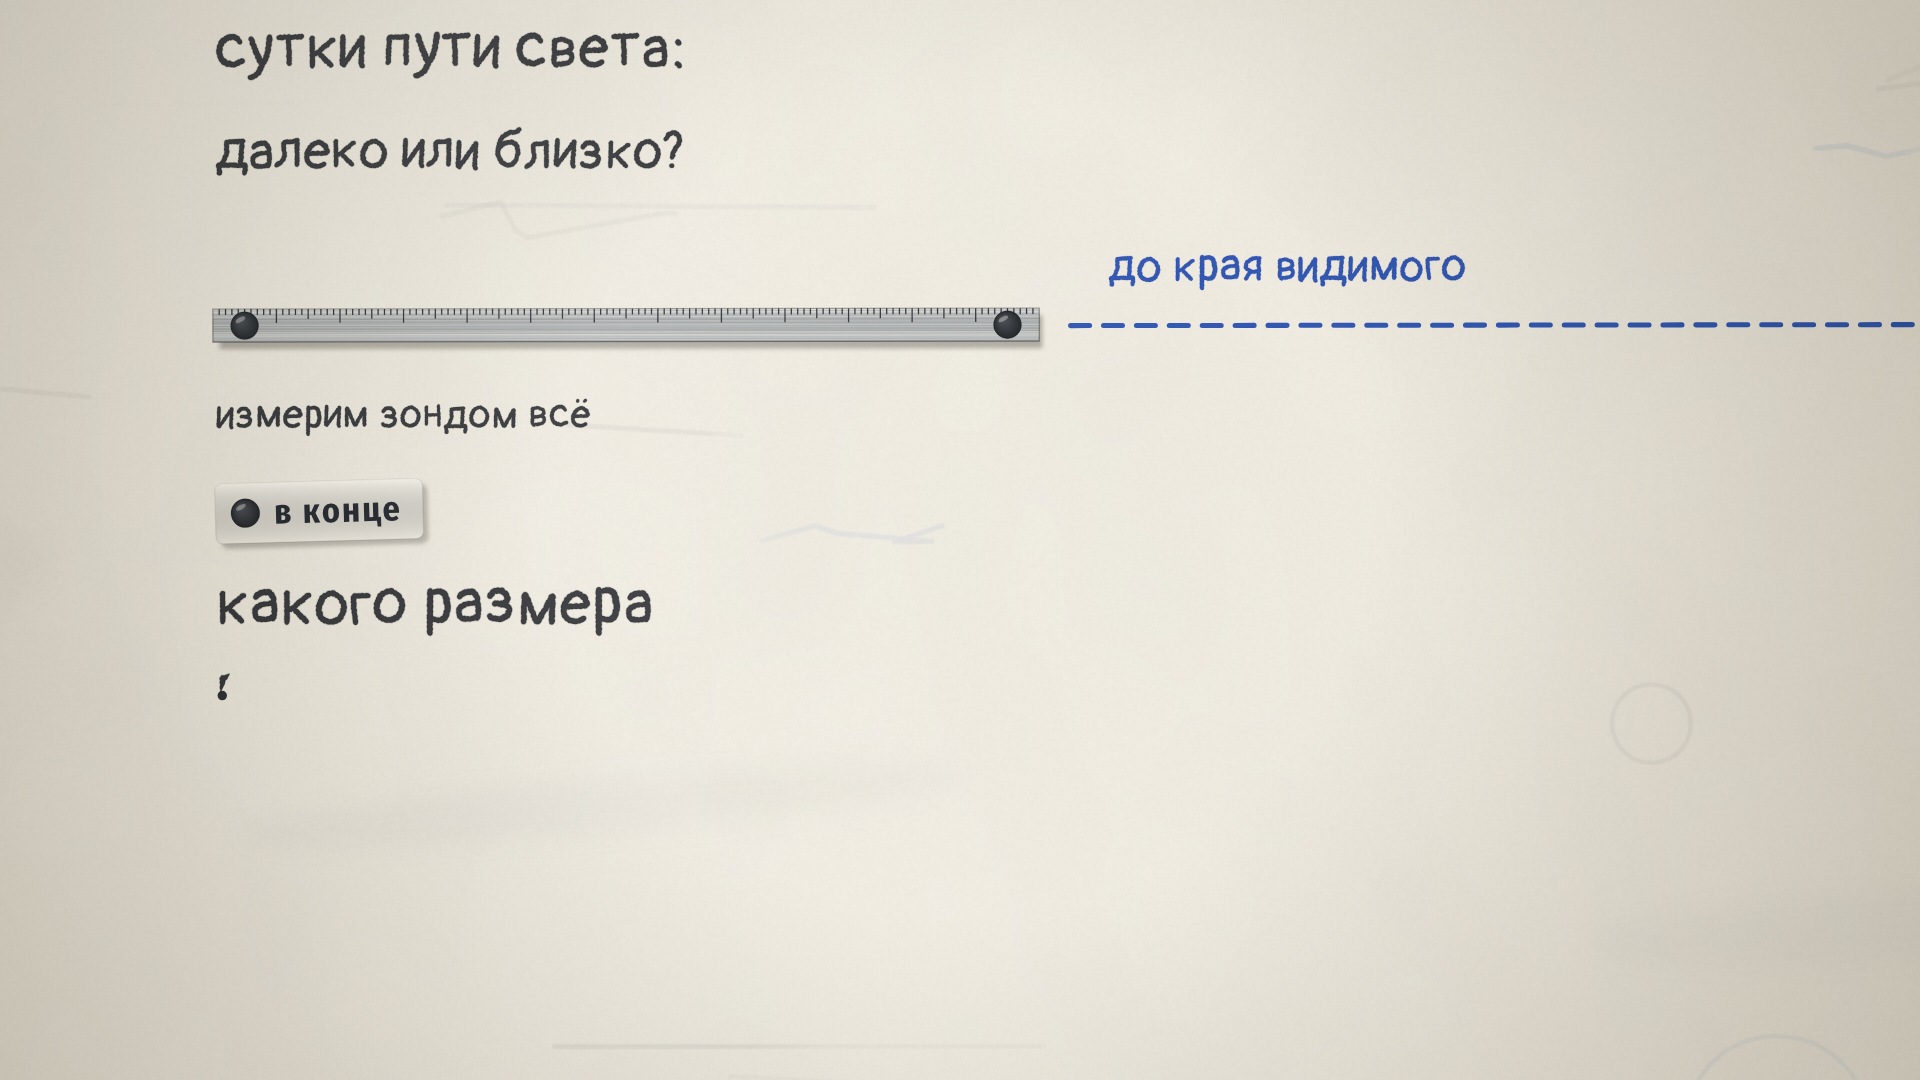 сутки пути света:
далеко или близко?
до края видимого
измерим зондом всё
в конце
какого размера